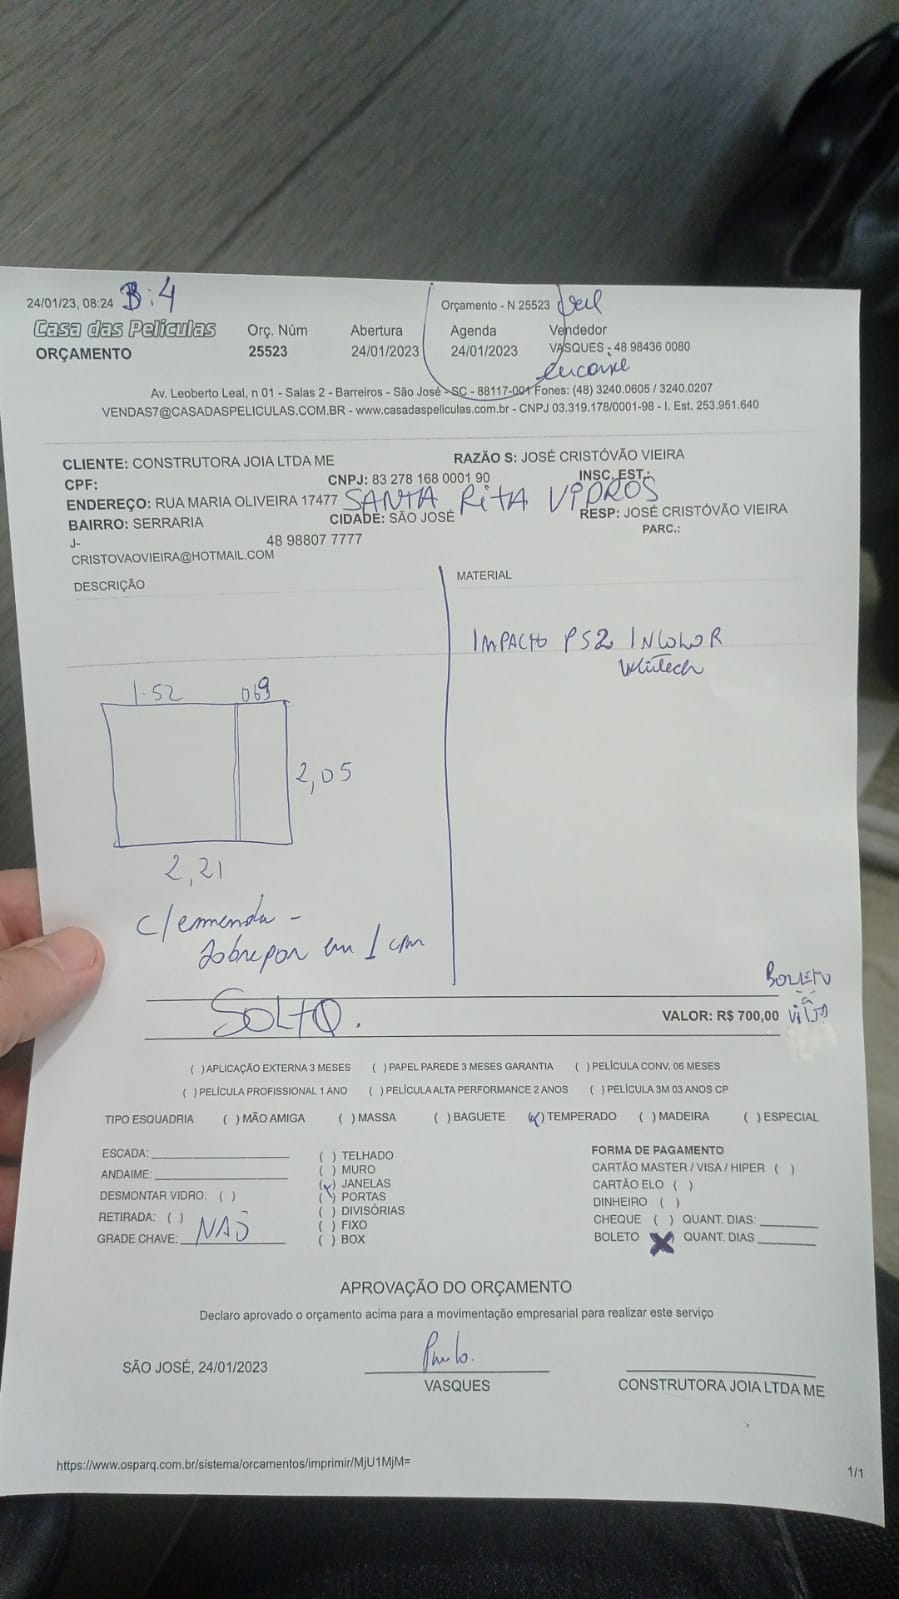 24/01/23, 08:24 B:4 Orçamento - N 25523
Casa das Películas Orç. Núm Abertura Agenda Vendedor
ORÇAMENTO 25523 24/01/2023 24/01/2023 VASQUES - 48 98436 0080
encaixe
Av. Leoberto Leal, n 01 - Salas 2 - Barreiros - São José - SC - 88117-001 Fones: (48) 3240.0605 / 3240.0207
VENDAS7@CASADASPELICULAS.COM.BR - www.casadaspeliculas.com.br - CNPJ 03.319.178/0001-98 - I. Est. 253.951.640
CLIENTE: CONSTRUTORA JOIA LTDA ME RAZÃO S: JOSÉ CRISTÓVÃO VIEIRA
CPF: CNPJ: 83 278 168 0001 90 INSC. EST.:
ENDEREÇO: RUA MARIA OLIVEIRA 17477 SANTA RITA VIDROS
BAIRRO: SERRARIA CIDADE: SÃO JOSÉ RESP: JOSÉ CRISTÓVÃO VIEIRA
J- 48 98807 7777 PARC.:
CRISTOVAOVIEIRA@HOTMAIL.COM
DESCRIÇÃO MATERIAL
IMPACTO PS2 INCOLOR
Wintech
1.52 069
2,05
2,21
c/ emenda -
sobrepor em 1 cm
SOLTO. BOLETO
VALOR: R$ 700,00 à VISTA
( ) APLICAÇÃO EXTERNA 3 MESES ( ) PAPEL PAREDE 3 MESES GARANTIA ( ) PELÍCULA CONV. 06 MESES
( ) PELÍCULA PROFISSIONAL 1 ANO ( ) PELÍCULA ALTA PERFORMANCE 2 ANOS ( ) PELÍCULA 3M 03 ANOS CP
TIPO ESQUADRIA ( ) MÃO AMIGA ( ) MASSA ( ) BAGUETE (X) TEMPERADO ( ) MADEIRA ( ) ESPECIAL
ESCADA: ( ) TELHADO FORMA DE PAGAMENTO
ANDAIME: ( ) MURO CARTÃO MASTER / VISA / HIPER ( )
DESMONTAR VIDRO: ( ) (X) JANELAS CARTÃO ELO ( )
RETIRADA: ( ) (X) PORTAS DINHEIRO ( )
GRADE CHAVE: NAO ( ) DIVISÓRIAS CHEQUE ( ) QUANT. DIAS:
( ) FIXO BOLETO X QUANT. DIAS
( ) BOX
APROVAÇÃO DO ORÇAMENTO
Declaro aprovado o orçamento acima para a movimentação empresarial para realizar este serviço
Paulo.
SÃO JOSÉ, 24/01/2023
VASQUES CONSTRUTORA JOIA LTDA ME
https://www.osparq.com.br/sistema/orcamentos/imprimir/MjU1MjM= 1/1